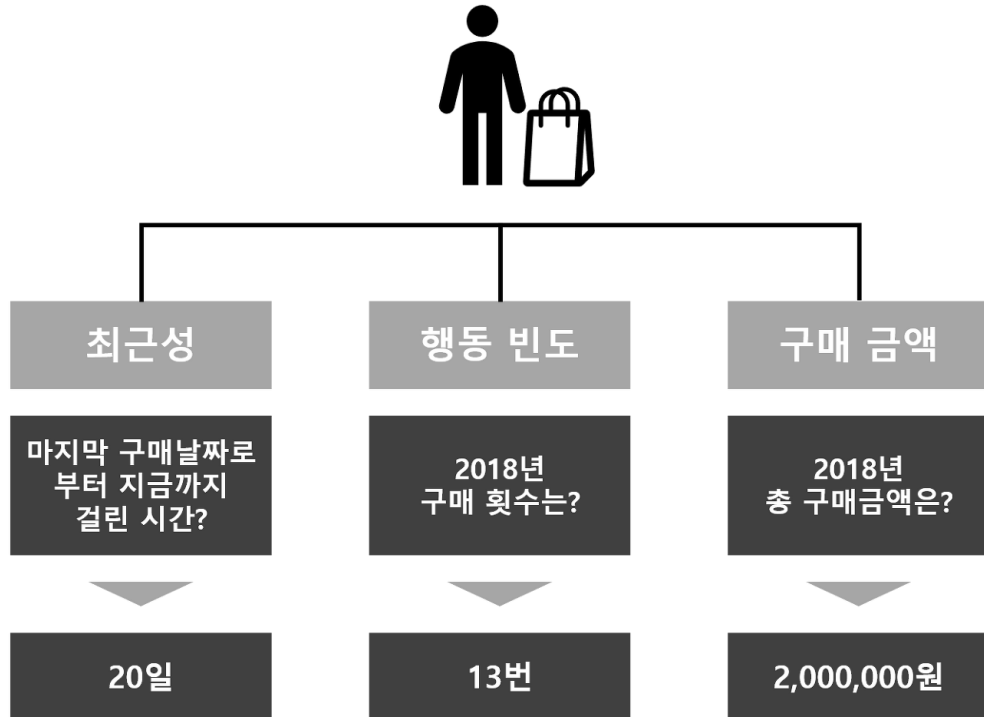 최근성
행동 빈도
구매 금액
마지막 구매날짜로
부터 지금까지
걸린 시간?
2018년
구매 횟수는?
2018년
총 구매금액은?
20일
13번
2,000,000원